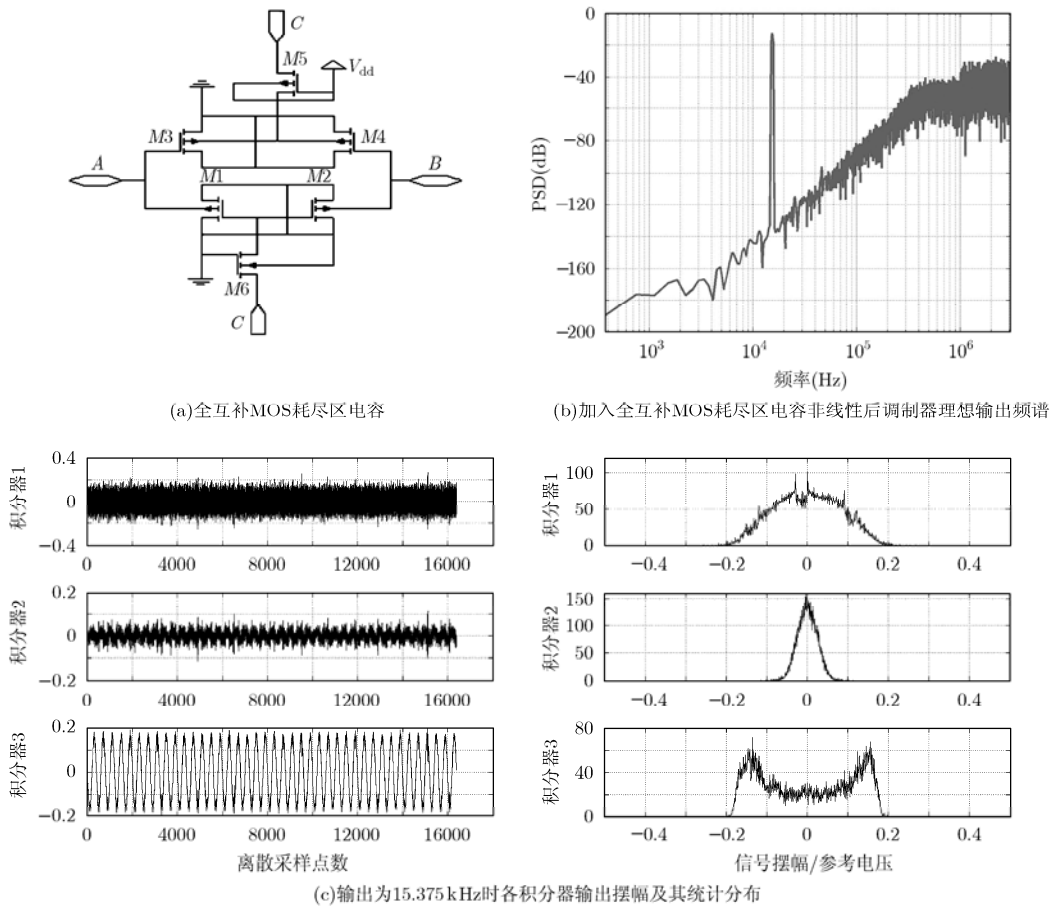 C
M5
V_dd
M3
M4
A
B
M1
M2
M6
C
(a)全互补MOS耗尽区电容
0
−40
−80
−120
−160
−200
PSD(dB)
10^3
10^4
10^5
10^6
频率(Hz)
(b)加入全互补MOS耗尽区电容非线性后调制器理想输出频谱
积分器1
0.4
0
−0.4
0 4000 8000 12000 16000
积分器1
100
50
0
−0.4 −0.2 0 0.2 0.4
积分器2
0.2
0
−0.2
0 4000 8000 12000 16000
积分器2
150
100
50
0
−0.4 −0.2 0 0.2 0.4
积分器3
0.2
0
−0.2
0 4000 8000 12000 16000
离散采样点数
积分器3
80
40
0
−0.4 −0.2 0 0.2 0.4
信号摆幅/参考电压
(c)输出为15.375 kHz时各积分器输出摆幅及其统计分布